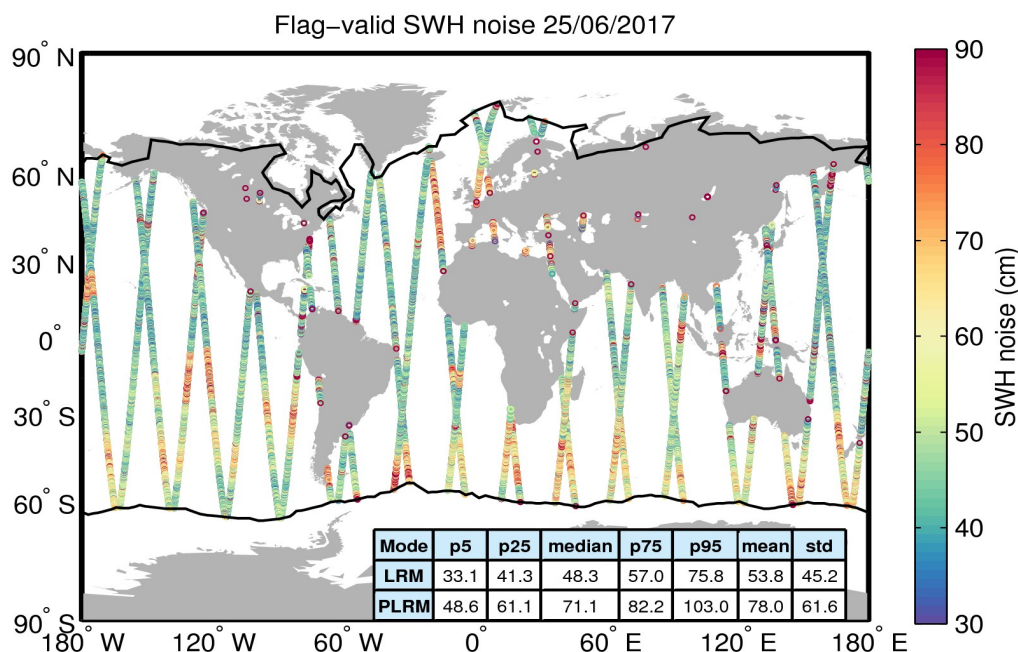 Flag−valid SWH noise 25/06/2017
90° N
60° N
30° N
0°
30° S
60° S
90° S
180° W
120° W
60° W
0°
60° E
120° E
180° E
Mode p5 p25 median p75 p95 mean std
LRM 33.1 41.3 48.3 57.0 75.8 53.8 45.2
PLRM 48.6 61.1 71.1 82.2 103.0 78.0 61.6
90
80
70
60
50
40
30
SWH noise (cm)